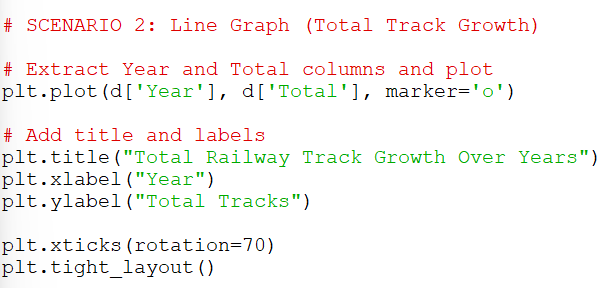 # SCENARIO 2: Line Graph (Total Track Growth)
# Extract Year and Total columns and plot
plt.plot(d['Year'], d['Total'], marker='o')
# Add title and labels
plt.title("Total Railway Track Growth Over Years")
plt.xlabel("Year")
plt.ylabel("Total Tracks")
plt.xticks(rotation=70)
plt.tight_layout()